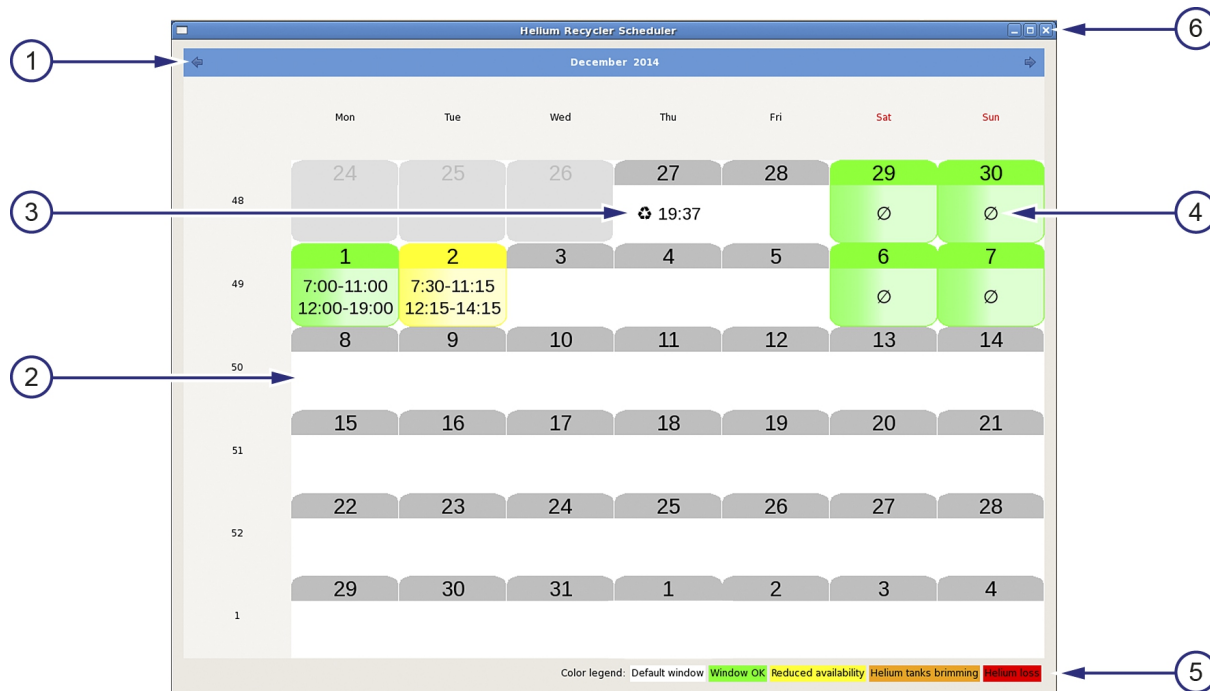 Helium Recycler Scheduler
6
1
December 2014
Mon Tue Wed Thu Fri Sat Sun
24 25 26 27 28 29 30
48
3
♻ 19:37
∅ ∅
4
1 2 3 4 5 6 7
49
7:00-11:00 7:30-11:15
∅ ∅
12:00-19:00 12:15-14:15
8 9 10 11 12 13 14
50
2
15 16 17 18 19 20 21
51
22 23 24 25 26 27 28
52
29 30 31 1 2 3 4
1
Color legend: Default window Window OK Reduced availability Helium tanks brimming Helium loss
5